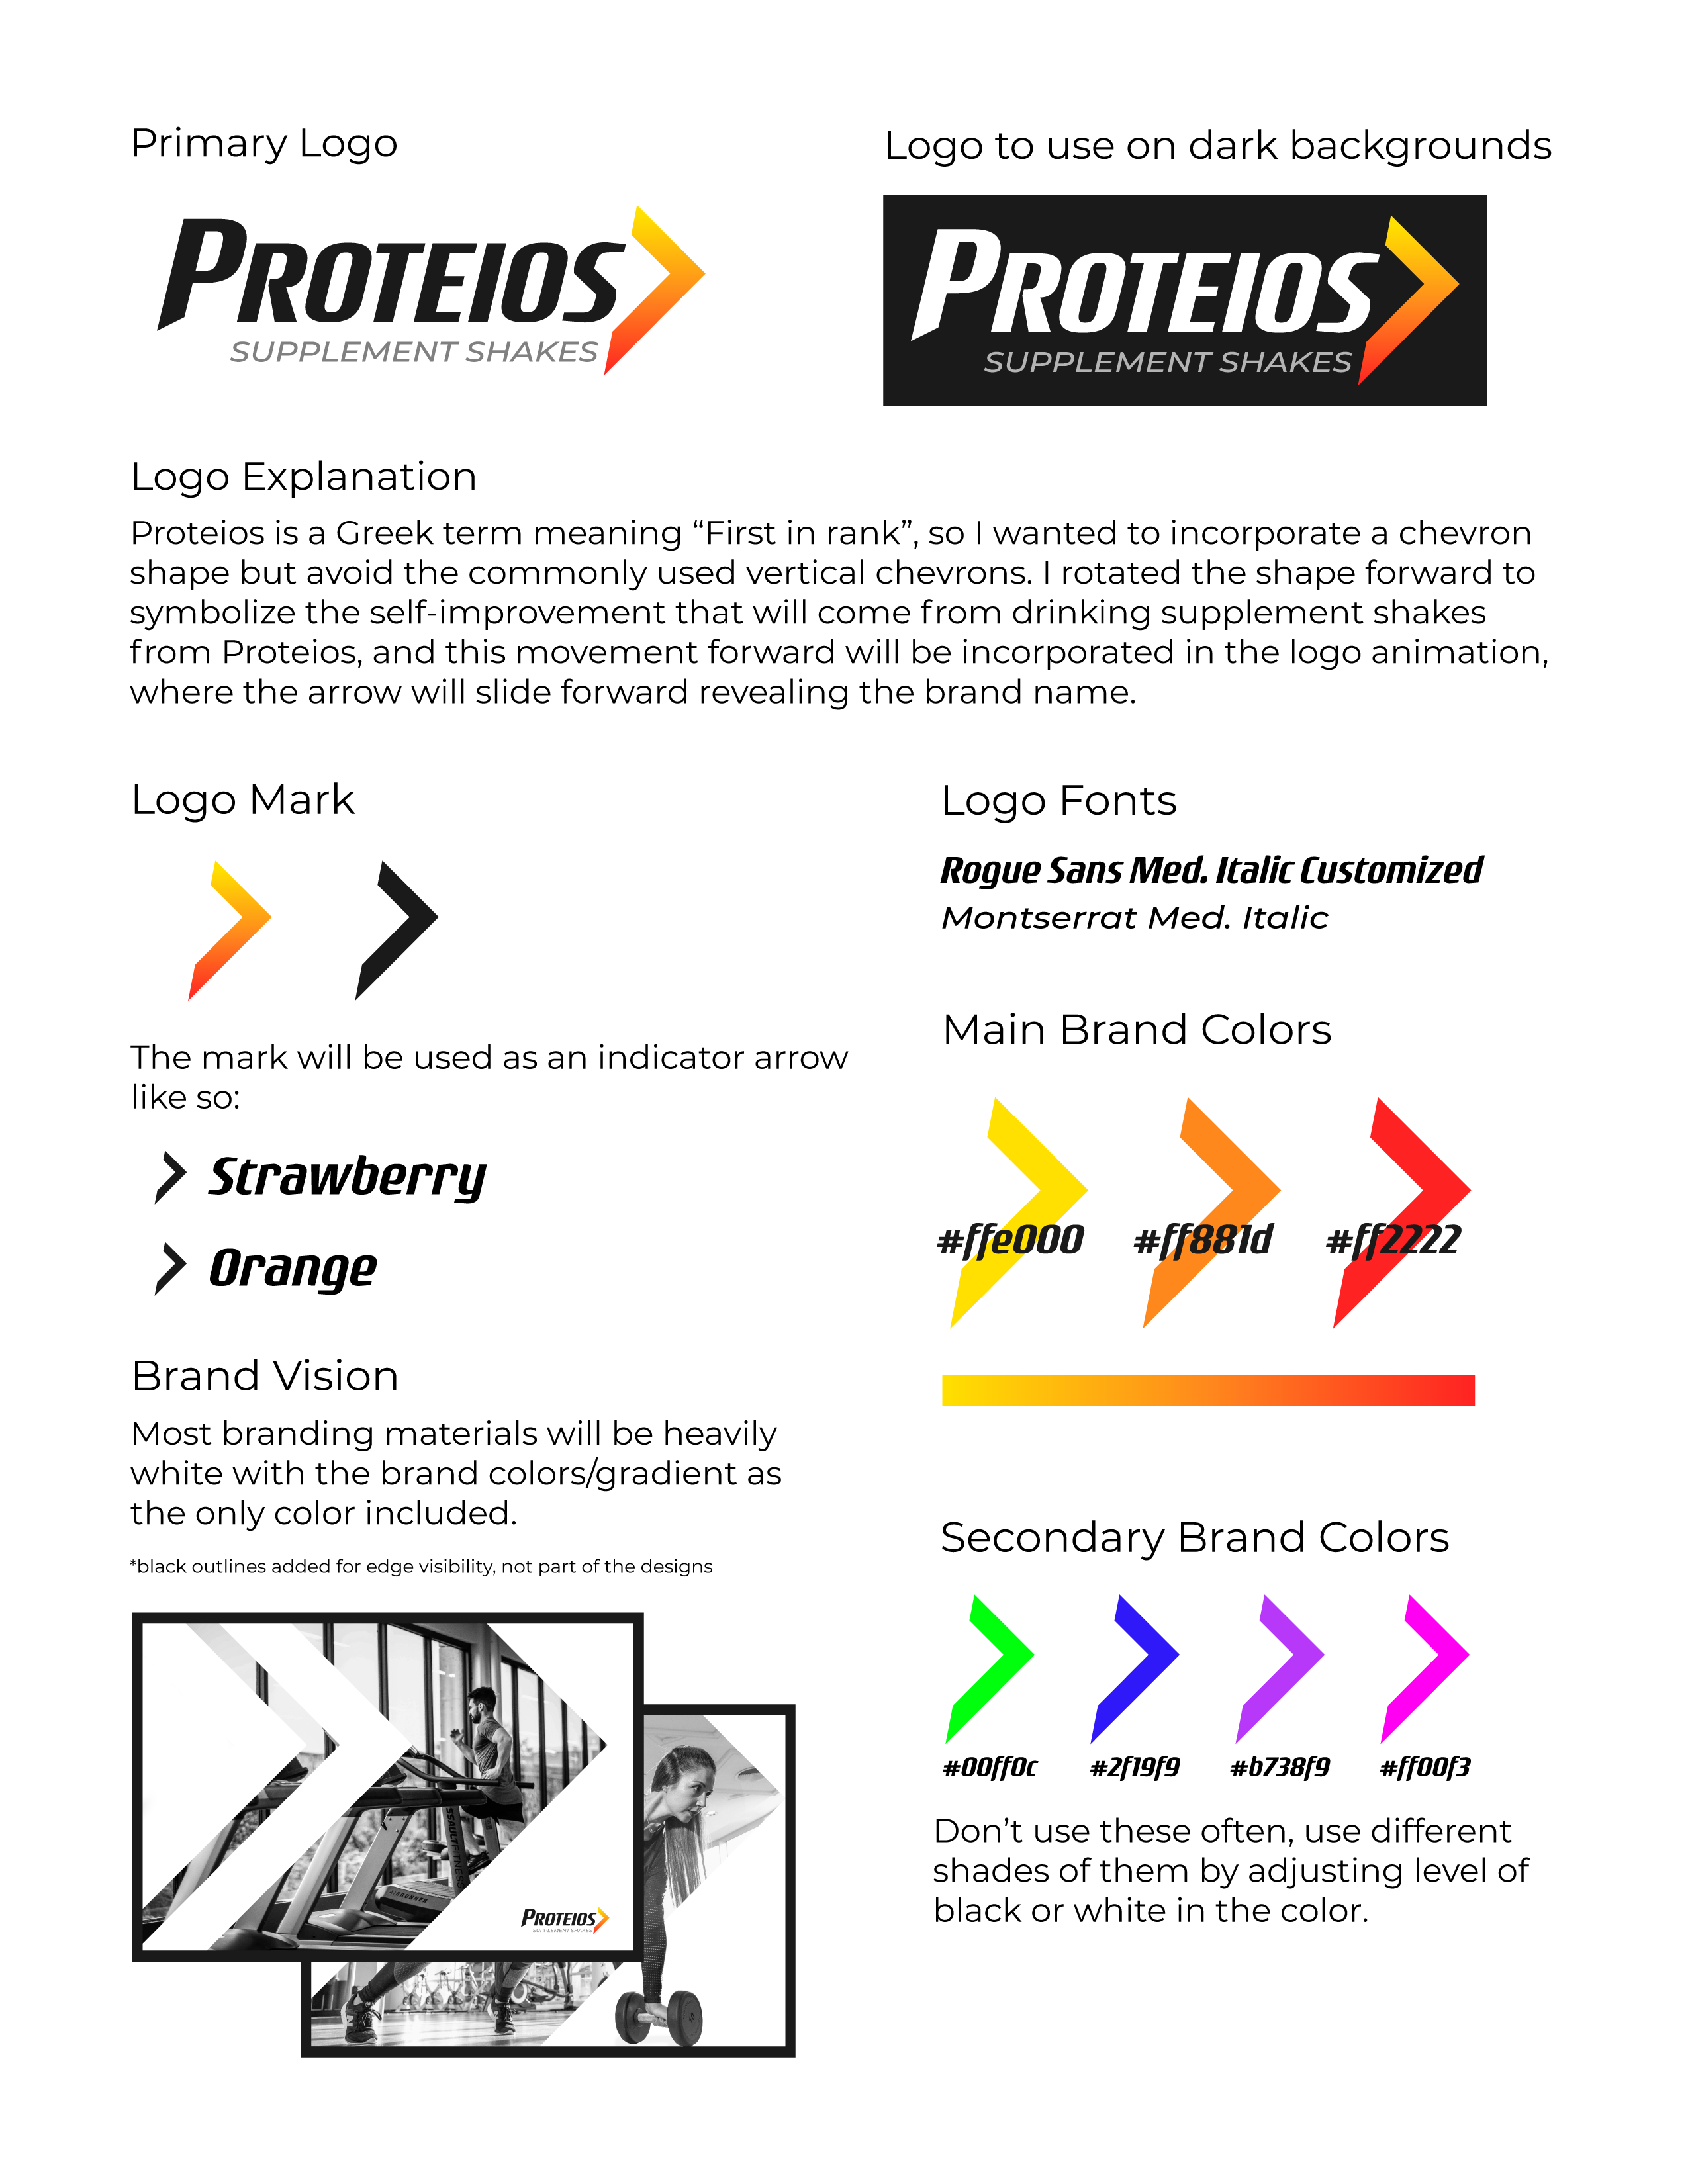 Primary Logo
PROTEIOS
SUPPLEMENT SHAKES
Logo to use on dark backgrounds
PROTEIOS
SUPPLEMENT SHAKES
Logo Explanation
Proteios is a Greek term meaning “First in rank”, so I wanted to incorporate a chevron
shape but avoid the commonly used vertical chevrons. I rotated the shape forward to
symbolize the self-improvement that will come from drinking supplement shakes
from Proteios, and this movement forward will be incorporated in the logo animation,
where the arrow will slide forward revealing the brand name.
Logo Mark
The mark will be used as an indicator arrow
like so:
Strawberry
Orange
Brand Vision
Most branding materials will be heavily
white with the brand colors/gradient as
the only color included.
*black outlines added for edge visibility, not part of the designs
SSAULTFITNESS
AIRRUNNER
PROTEIOS
SUPPLEMENT SHAKES
Logo Fonts
Rogue Sans Med. Italic Customized
Montserrat Med. Italic
Main Brand Colors
#ffe000 #ff881d #ff2222
Secondary Brand Colors
#00ff0c #2f19f9 #b738f9 #ff00f3
Don’t use these often, use different
shades of them by adjusting level of
black or white in the color.